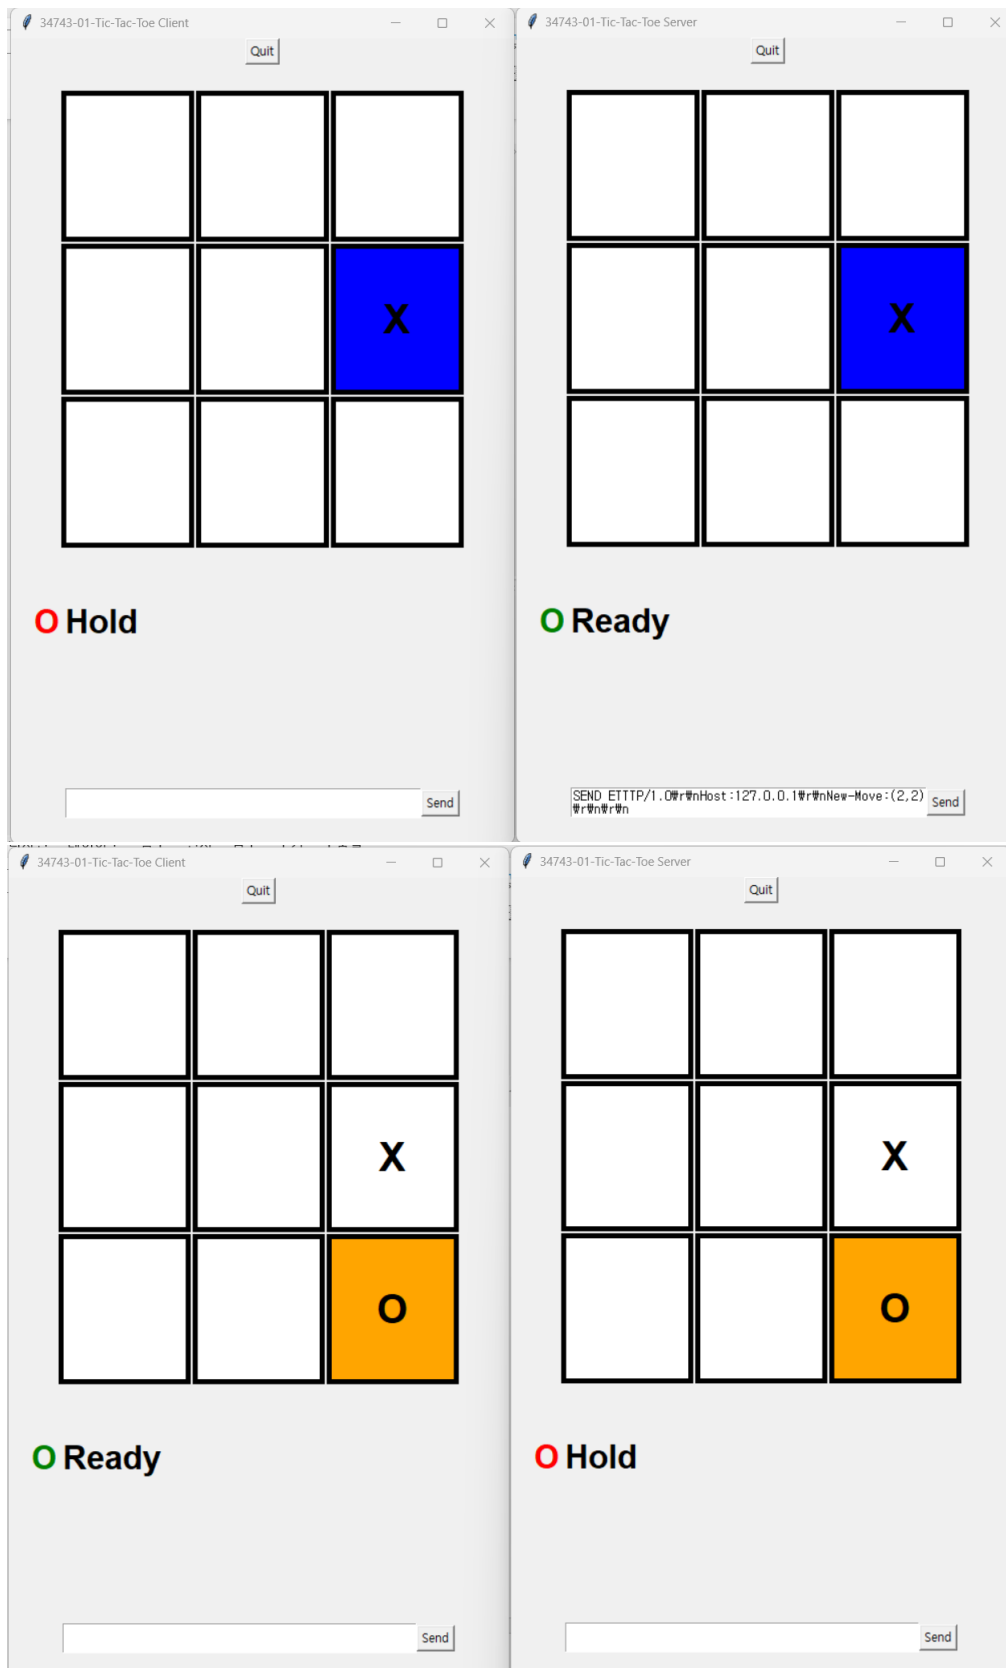 34743-01-Tic-Tac-Toe Client
Quit
X
O Hold
Send
34743-01-Tic-Tac-Toe Server
Quit
X
O Ready
SEND ETTTP/1.0₩r₩nHost:127.0.0.1₩r₩nNew-Move:(2,2)
₩r₩n₩r₩n
Send
34743-01-Tic-Tac-Toe Client
Quit
X
O
O Ready
Send
34743-01-Tic-Tac-Toe Server
Quit
X
O
O Hold
Send